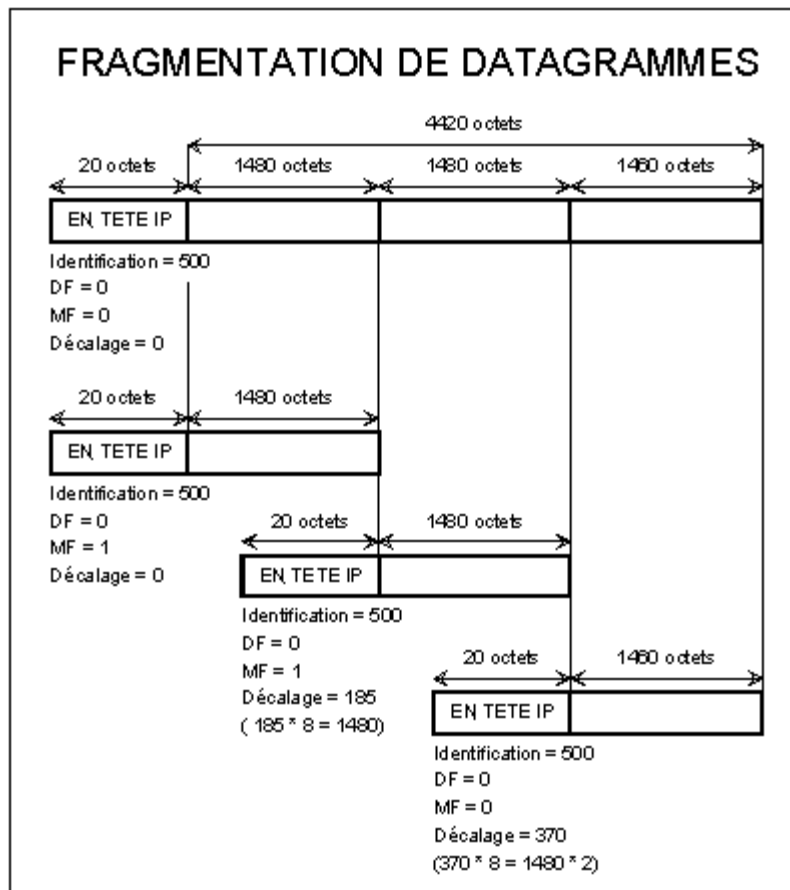 FRAGMENTATION DE DATAGRAMMES
4420 octets
20 octets 1480 octets 1480 octets 1460 octets
EN TETE IP
Identification = 500
DF = 0
MF = 0
Décalage = 0
20 octets 1480 octets
EN TETE IP
Identification = 500
DF = 0
MF = 1
Décalage = 0
20 octets 1480 octets
EN TETE IP
Identification = 500
DF = 0
MF = 1
Décalage = 185
( 185 * 8 = 1480)
20 octets 1460 octets
EN TETE IP
Identification = 500
DF = 0
MF = 0
Décalage = 370
(370 * 8 = 1480 * 2)